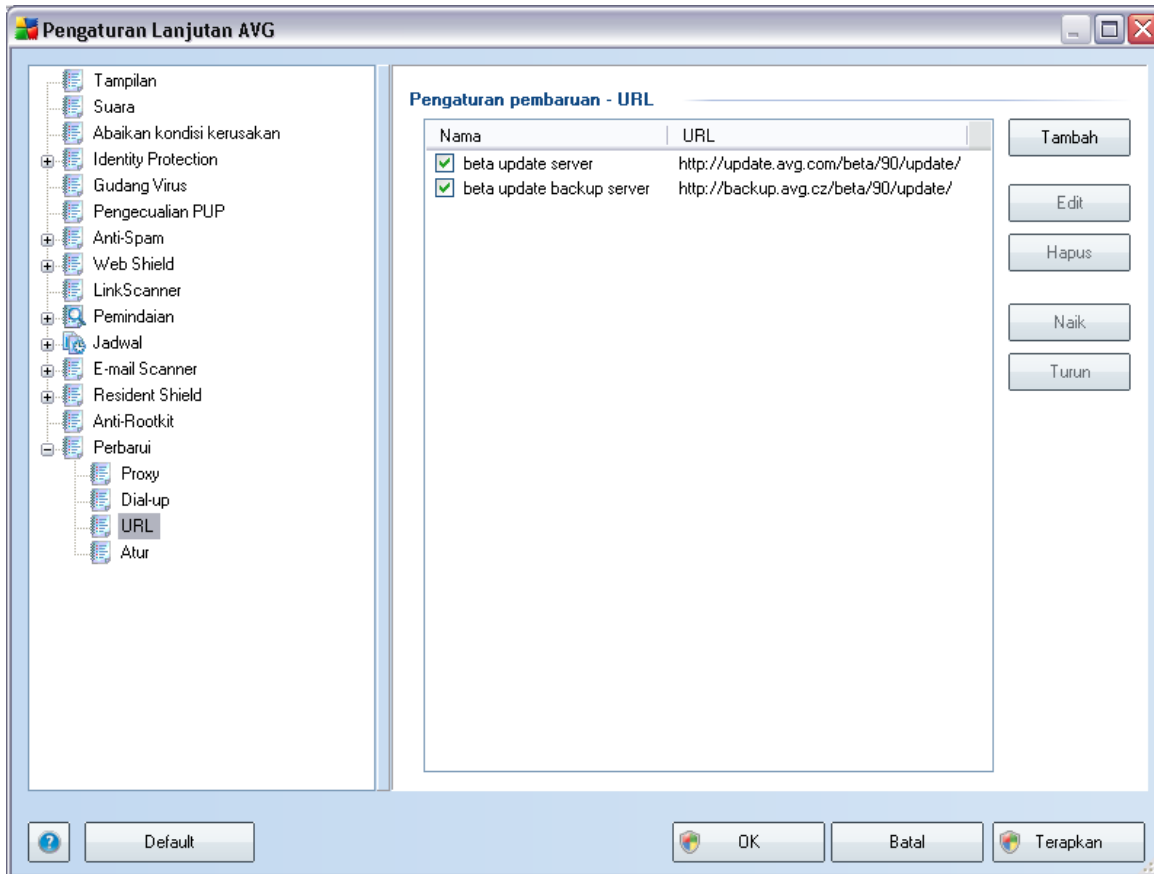 Pengaturan Lanjutan AVG
Tampilan
Suara
Abaikan kondisi kerusakan
Identity Protection
Gudang Virus
Pengecualian PUP
Anti-Spam
Web Shield
LinkScanner
Pemindaian
Jadwal
E-mail Scanner
Resident Shield
Anti-Rootkit
Perbarui
Proxy
Dial-up
URL
Atur
Pengaturan pembaruan - URL
Nama URL
beta update server http://update.avg.com/beta/90/update/
beta update backup server http://backup.avg.cz/beta/90/update/
Tambah
Edit
Hapus
Naik
Turun
? Default OK Batal Terapkan